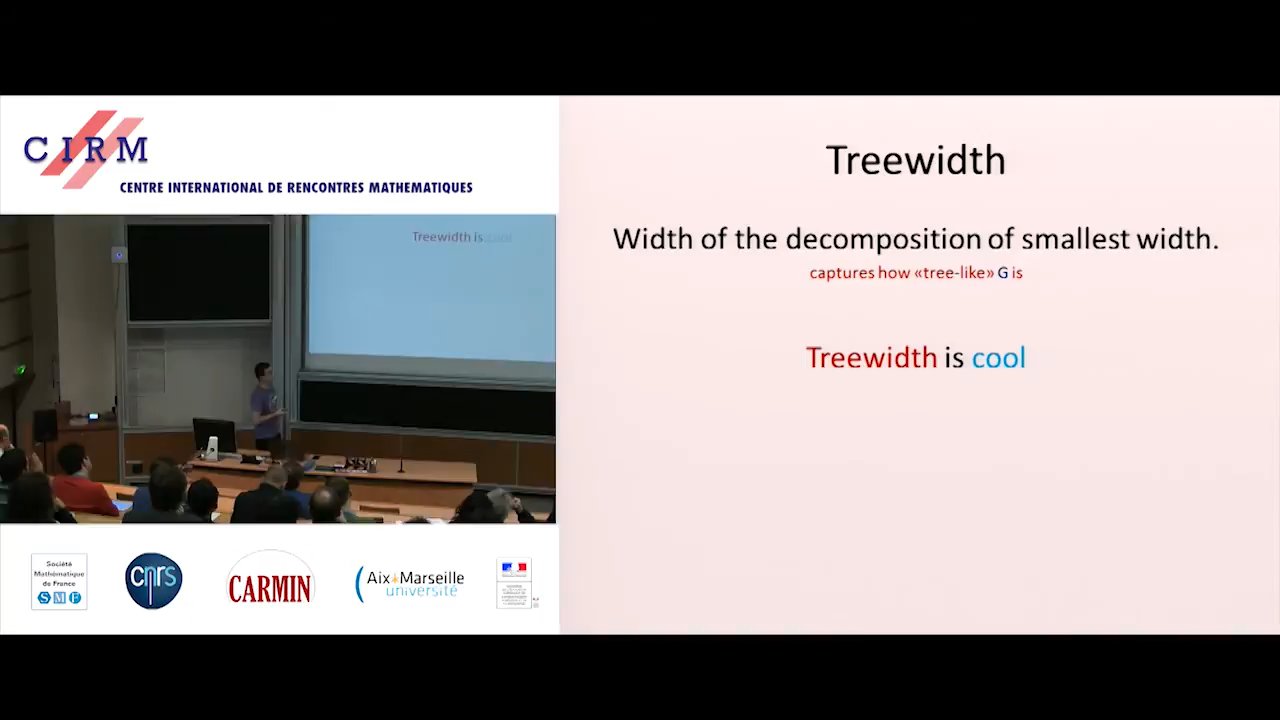 CIRM
CENTRE INTERNATIONAL DE RENCONTRES MATHEMATIQUES
Treewidth is cool
Société
Mathématique
de France
SMF
cnrs
CARMIN
Aix*Marseille
université
Treewidth
Width of the decomposition of smallest width.
captures how «tree-like» G is
Treewidth is cool